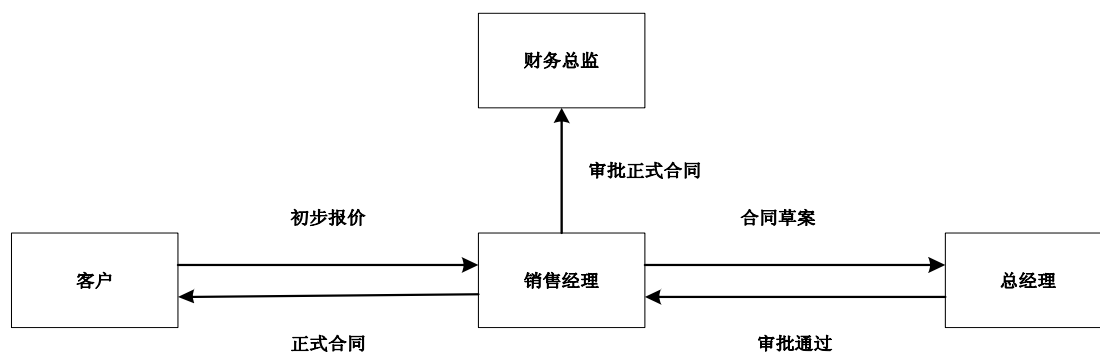 财务总监
审批正式合同
初步报价
合同草案
客户
销售经理
总经理
正式合同
审批通过